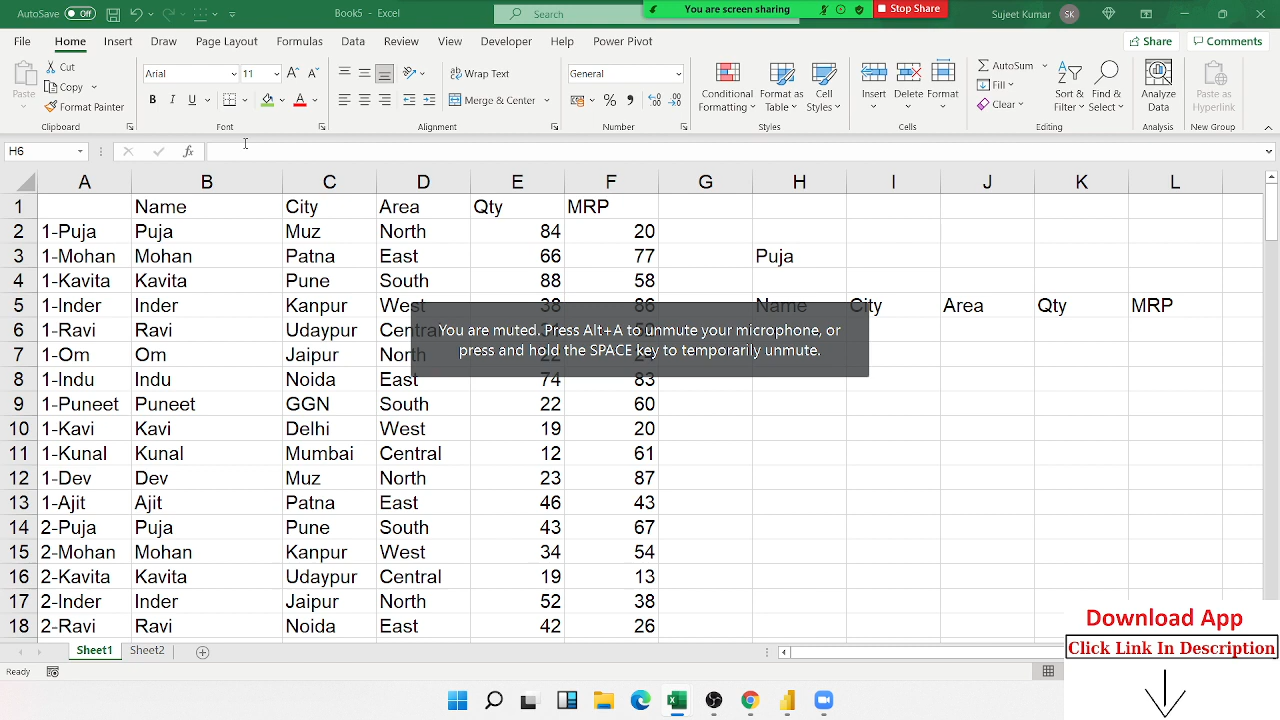 AutoSave Off Book5 - Excel Search You are screen sharing Stop Share Sujeet Kumar SK
File Home Insert Draw Page Layout Formulas Data Review View Developer Help Power Pivot Share Comments
Paste Cut Copy Format Painter Arial 11 Wrap Text Merge & Center General Conditional Formatting Format as Table Cell Styles Insert Delete Format AutoSum Fill Clear Sort & Filter Find & Select Analyze Data Paste as Hyperlink
Clipboard Font Alignment Number Styles Cells Editing Analysis New Group
H6 fx
A B C D E F G H I J K L
1 Name City Area Qty MRP
2 1-Puja Puja Muz North 84 20
3 1-Mohan Mohan Patna East 66 77 Puja
4 1-Kavita Kavita Pune South 88 58
5 1-Inder Inder Kanpur West 38 86 Name City Area Qty MRP
6 1-Ravi Ravi Udaypur Central
You are muted. Press Alt+A to unmute your microphone, or
press and hold the SPACE key to temporarily unmute.
7 1-Om Om Jaipur North 22
8 1-Indu Indu Noida East 74 83
9 1-Puneet Puneet GGN South 22 60
10 1-Kavi Kavi Delhi West 19 20
11 1-Kunal Kunal Mumbai Central 12 61
12 1-Dev Dev Muz North 23 87
13 1-Ajit Ajit Patna East 46 43
14 2-Puja Puja Pune South 43 67
15 2-Mohan Mohan Kanpur West 34 54
16 2-Kavita Kavita Udaypur Central 19 13
17 2-Inder Inder Jaipur North 52 38
18 2-Ravi Ravi Noida East 42 26
Download App
Click Link In Description
Sheet1 Sheet2
Ready